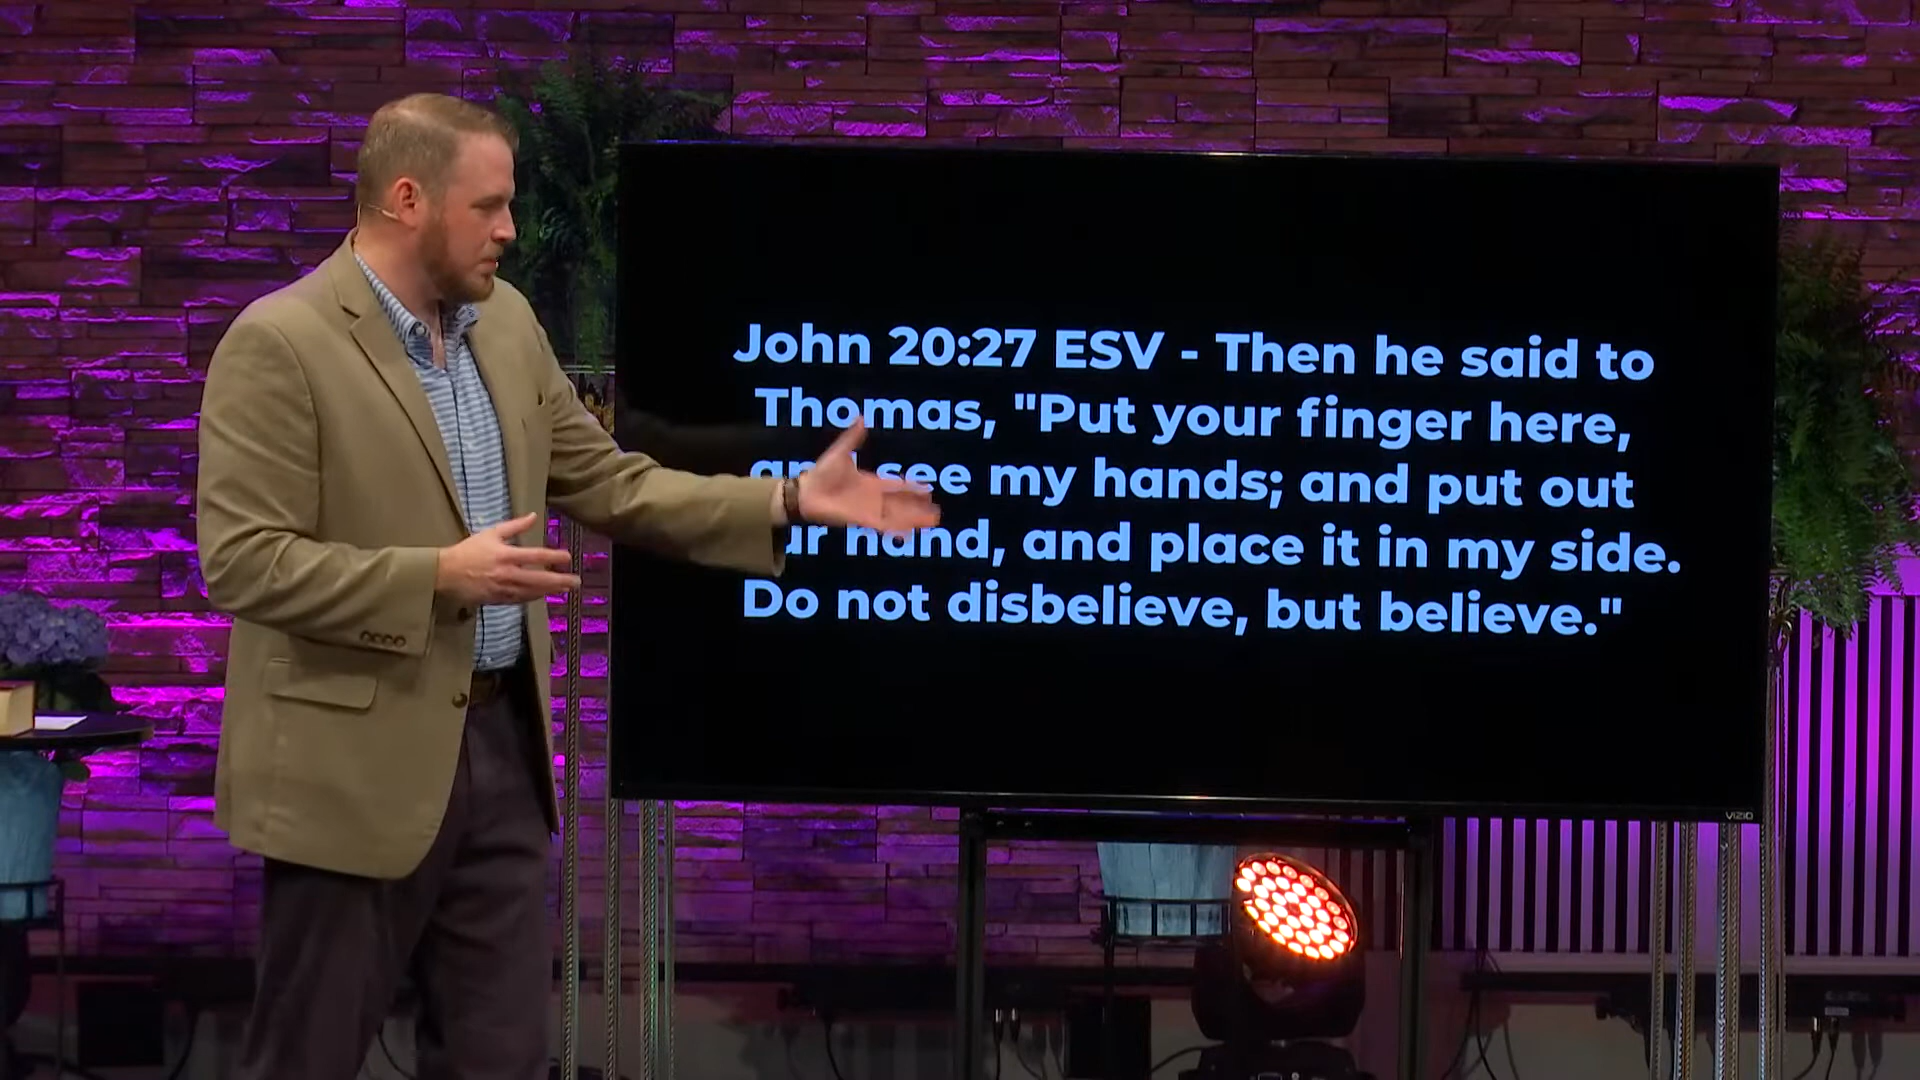 John 20:27 ESV - Then he said to
Thomas, "Put your finger here,
and see my hands; and put out
hand, and place it in my side.
Do not disbelieve, but believe."
VIZIO